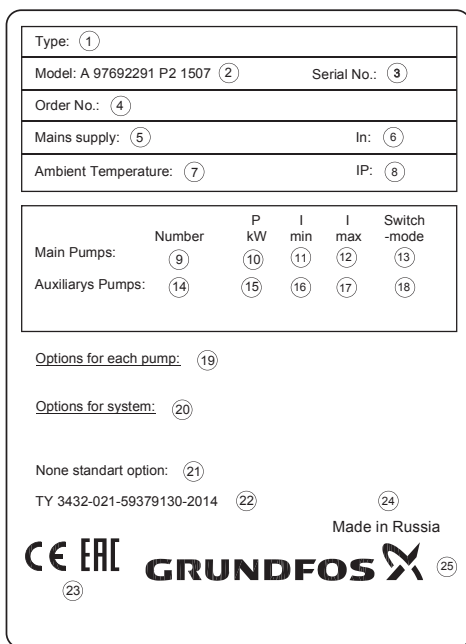 Type: 1
Model: A 97692291 P2 1507 2 Serial No.: 3
Order No.: 4
Mains supply: 5 In: 6
Ambient Temperature: 7 IP: 8
P I I Switch
Number kW min max -mode
Main Pumps: 9 10 11 12 13
Auxiliarys Pumps: 14 15 16 17 18
Options for each pump: 19
Options for system: 20
None standart option: 21
TY 3432-021-59379130-2014 22 24
Made in Russia
CE EAC GRUNDFOS 25
23